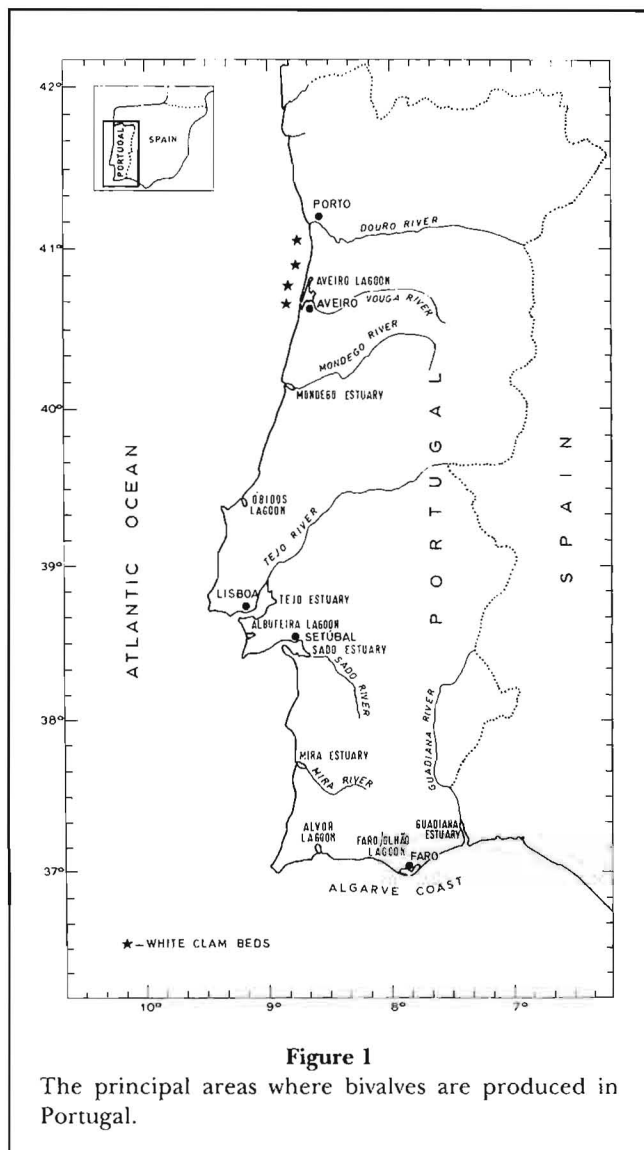 42°
PORTUGAL
SPAIN
PORTO
DOURO RIVER
41°
AVEIRO LAGOON
AVEIRO
VOUGA RIVER
MONDEGO RIVER
40°
MONDEGO ESTUARY
PORTUGAL
SPAIN
ATLANTIC OCEAN
ÓBIDOS
LAGOON
TEJO RIVER
39°
LISBOA
TEJO ESTUARY
ALBUFEIRA LAGOON
SETÚBAL
SADO ESTUARY
SADO RIVER
38°
GUADIANA RIVER
MIRA ESTUARY
MIRA RIVER
ALVOR
LAGOON
FARO/OLHÃO
LAGOON
GUADIANA
ESTUARY
FARO
37°
ALGARVE COAST
★–WHITE CLAM BEDS
10° 9° 8° 7°
Figure 1
The principal areas where bivalves are produced in
Portugal.